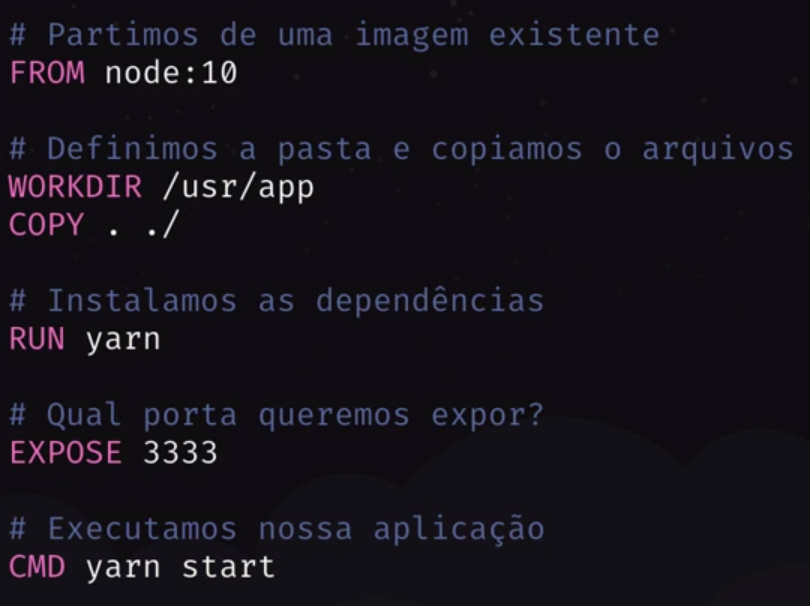 # Partimos de uma imagem existente
FROM node:10
# Definimos a pasta e copiamos o arquivos
WORKDIR /usr/app
COPY . ./
# Instalamos as dependências
RUN yarn
# Qual porta queremos expor?
EXPOSE 3333
# Executamos nossa aplicação
CMD yarn start